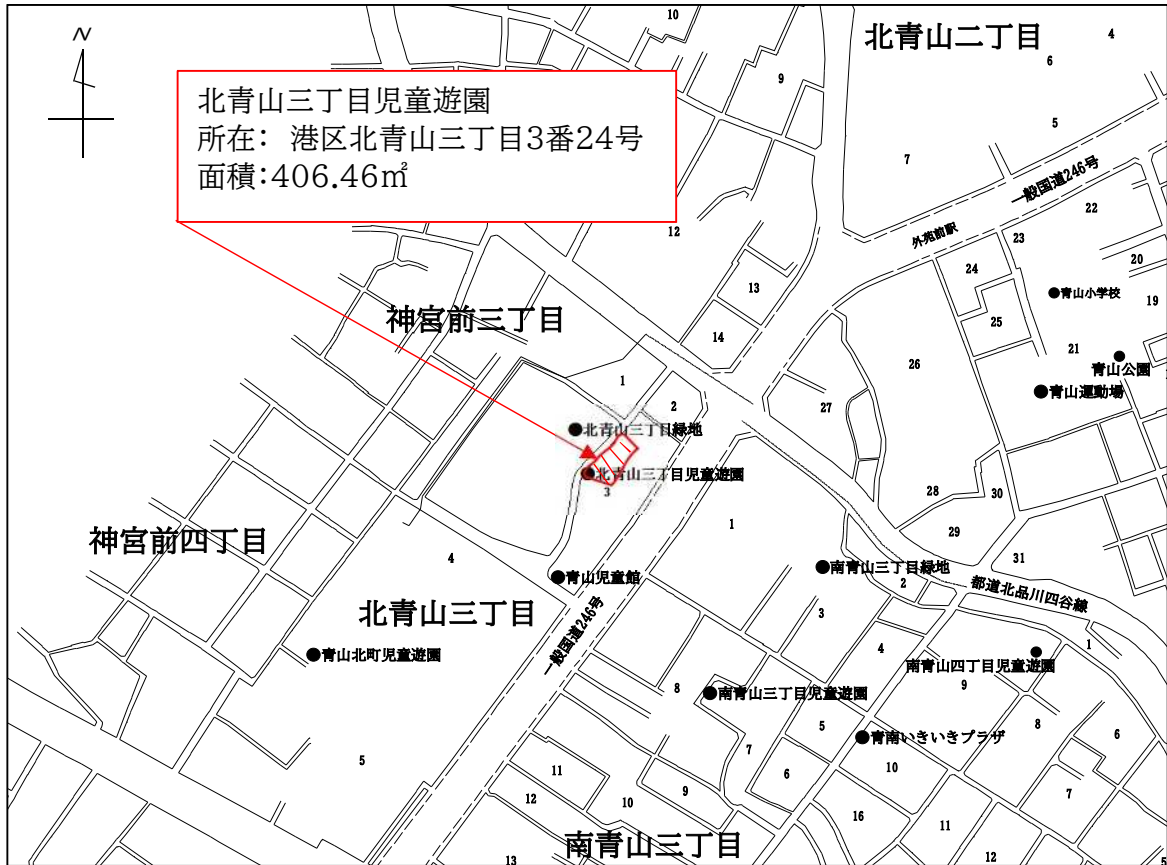 N
10
北青山二丁目
4
6
9
5
7
北青山三丁目児童遊園
所在: 港区北青山三丁目3番24号
面積:406.46㎡
一般国道246号
22
外苑前駅
23
12
24
20
13
青山小学校
19
25
神宮前三丁目
14
21
26
青山公園
青山運動場
1
2
27
北青山三丁目緑地
北青山三丁目児童遊園
3
28
30
1
29
神宮前四丁目
4
31
南青山三丁目緑地
青山児童館
2
都道北品川四谷線
北青山三丁目
3
一般国道246号
4
1
青山北町児童遊園
南青山四丁目児童遊園
8
9
南青山三丁目児童遊園
5
8
6
青南いきいきプラザ
7
5
11
6
10
7
9
12
10
16
11
南青山三丁目
13
12
5